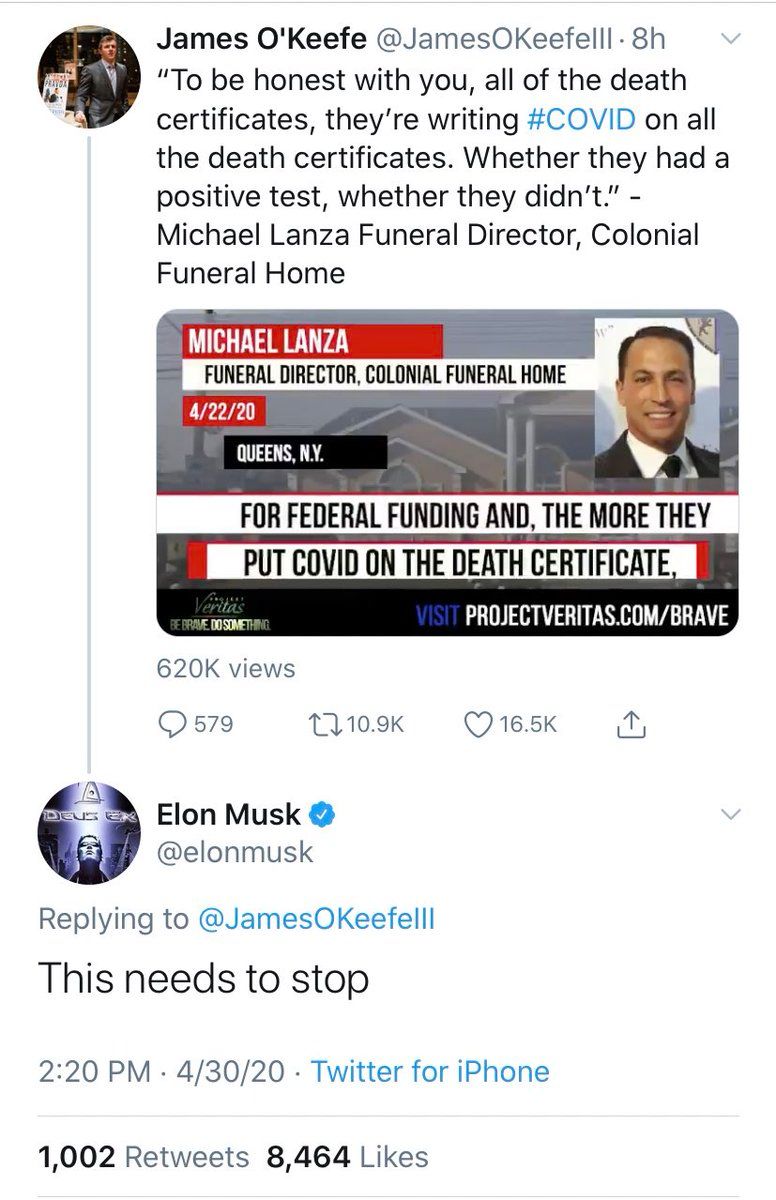 James O'Keefe @JamesOKeefeIII · 8h
“To be honest with you, all of the death
certificates, they’re writing #COVID on all
the death certificates. Whether they had a
positive test, whether they didn’t.” -
Michael Lanza Funeral Director, Colonial
Funeral Home
MICHAEL LANZA
FUNERAL DIRECTOR, COLONIAL FUNERAL HOME
4/22/20
QUEENS, N.Y.
FOR FEDERAL FUNDING AND, THE MORE THEY
PUT COVID ON THE DEATH CERTIFICATE,
PROJECT
Veritas
BE BRAVE. DO SOMETHING.
VISIT PROJECTVERITAS.COM/BRAVE
620K views
579 10.9K 16.5K
DEUS EX
Elon Musk
@elonmusk
Replying to @JamesOKeefeIII
This needs to stop
2:20 PM · 4/30/20 · Twitter for iPhone
1,002 Retweets 8,464 Likes